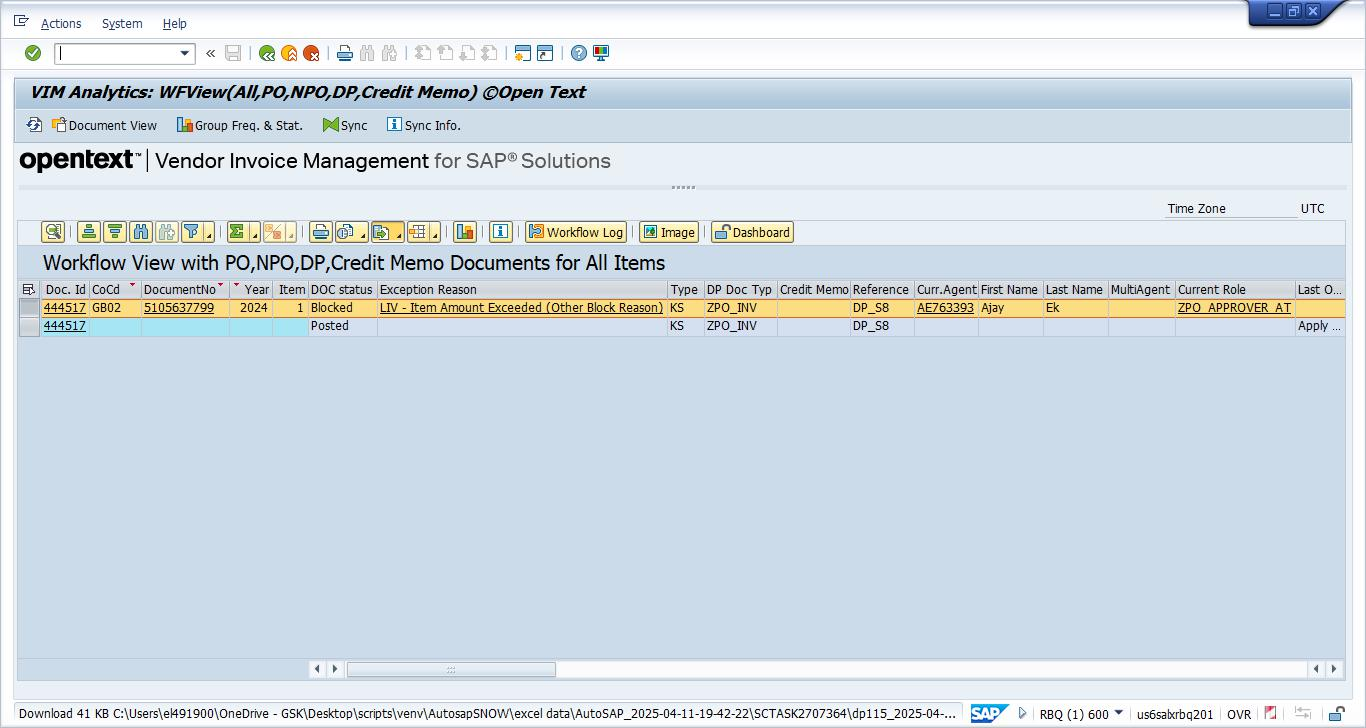 Actions System Help
«
VIM Analytics: WFView(All,PO,NPO,DP,Credit Memo) ©Open Text
Document View Group Freq. & Stat. Sync Sync Info.
opentext™ | Vendor Invoice Management for SAP® Solutions
Time Zone UTC
Workflow Log Image Dashboard
Workflow View with PO,NPO,DP,Credit Memo Documents for All Items
Doc. Id CoCd DocumentNo Year Item DOC status Exception Reason Type DP Doc Typ Credit Memo Reference Curr.Agent First Name Last Name MultiAgent Current Role Last O...
444517 GB02 5105637799 2024 1 Blocked LIV - Item Amount Exceeded (Other Block Reason) KS ZPO_INV DP_S8 AE763393 Ajay Ek ZPO_APPROVER_AT
444517 Posted KS ZPO_INV DP_S8 Apply ...
Download 41 KB C:\Users\el491900\OneDrive - GSK\Desktop\scripts\venv\AutosapSNOW\excel data\AutoSAP_2025-04-11-19-42-22\SCTASK2707364\dp115_2025-04-... SAP RBQ (1) 600 us6salxrbq201 OVR